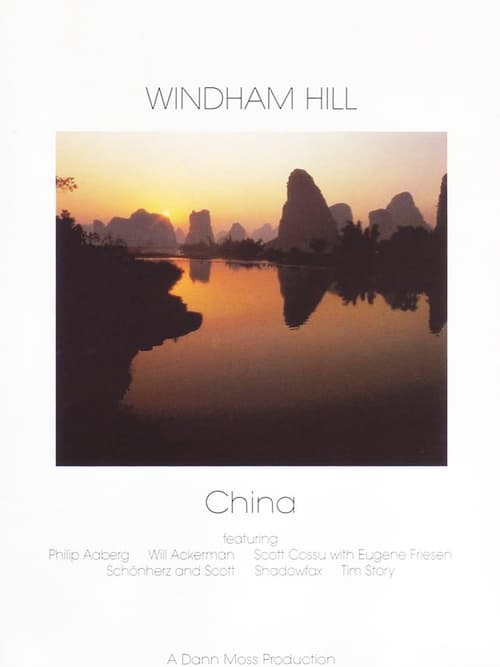 WINDHAM HILL
China
featuring
Philip Aaberg Will Ackerman Scott Cossu with Eugene Friesen
Schönherz and Scott Shadowfax Tim Story
A Dann Moss Production